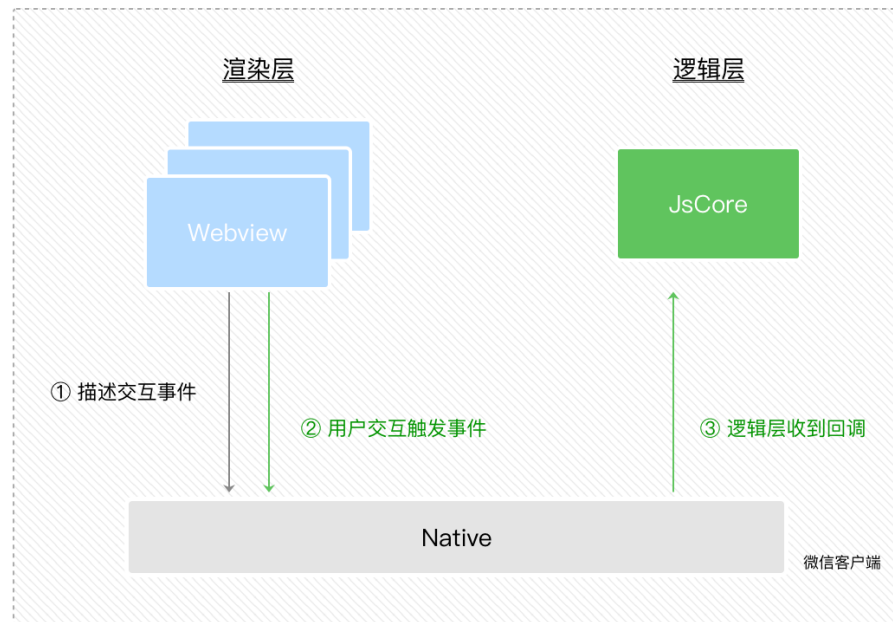 渲染层
逻辑层
JsCore
Webview
① 描述交互事件
② 用户交互触发事件
③ 逻辑层收到回调
Native
微信客户端